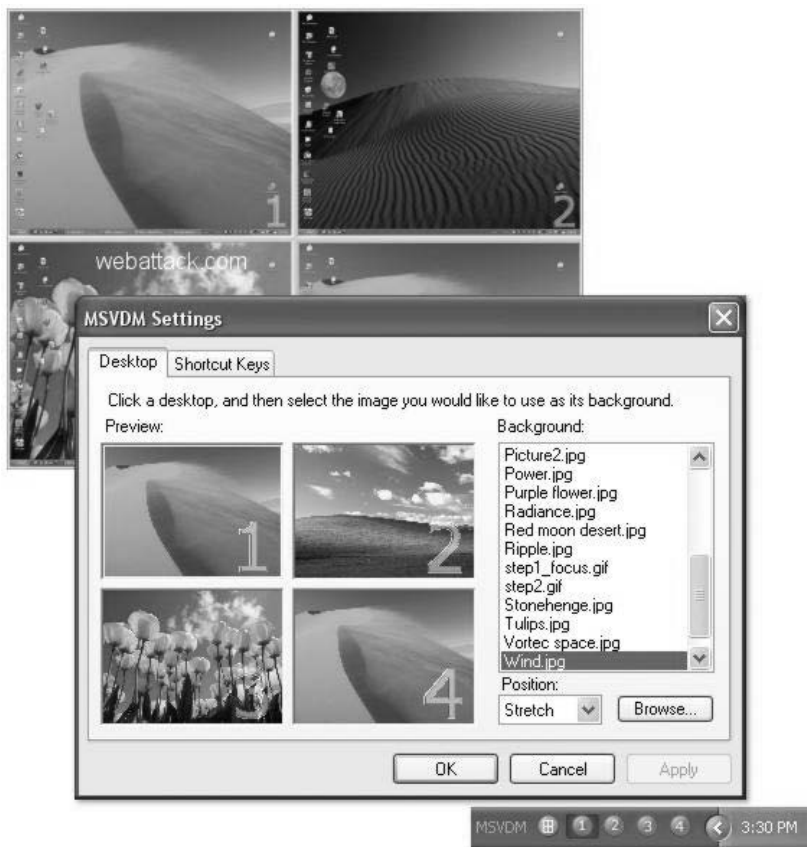 1
2
webattack.com
MSVDM Settings
Desktop
Shortcut Keys
Click a desktop, and then select the image you would like to use as its background.
Preview:
Background:
1
2
3
4
Picture2.jpg
Power.jpg
Purple flower.jpg
Radiance.jpg
Red moon desert.jpg
Ripple.jpg
step1_focus.gif
step2.gif
Stonehenge.jpg
Tulips.jpg
Vortec space.jpg
Wind.jpg
Position:
Stretch
Browse...
OK
Cancel
Apply
MSVDM 1 2 3 4 3:30 PM